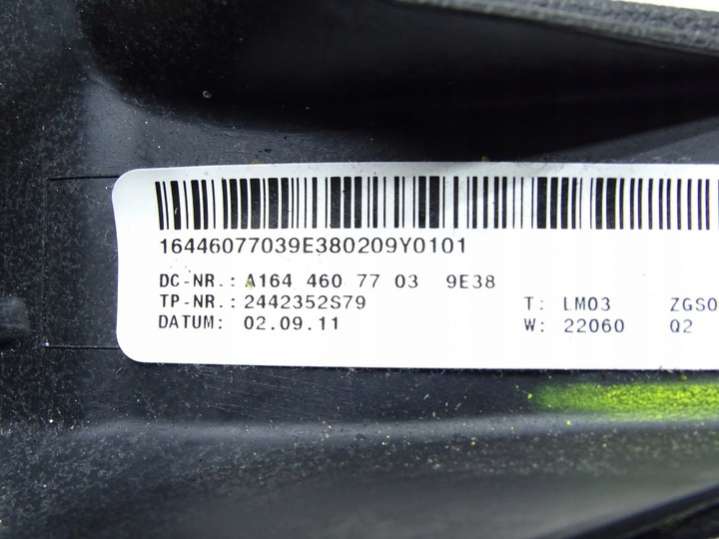 16446077039E380209Y0101
DC-NR.: A164 460 77 03 9E38
TP-NR.: 2442352S79 T: LM03 ZGS0
DATUM: 02.09.11 W: 22060 Q2